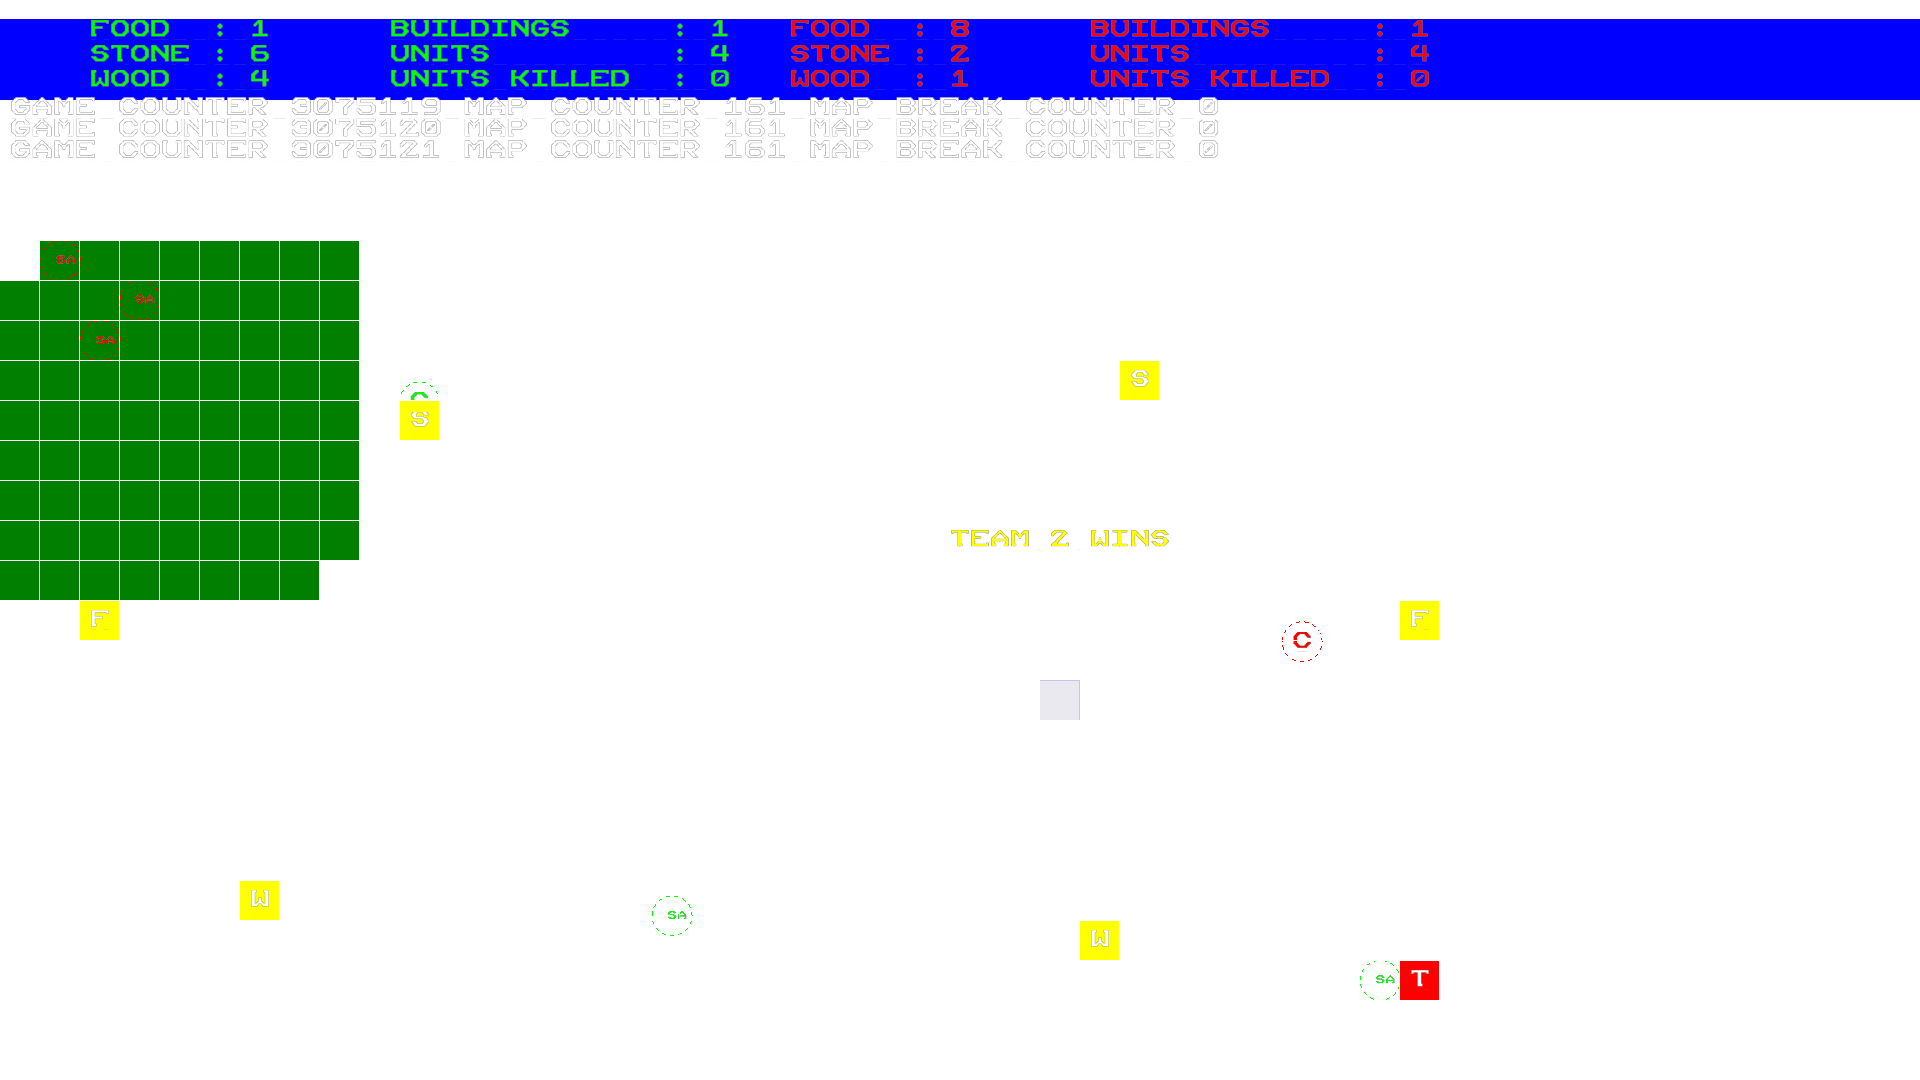 FOOD : 1 BUILDINGS : 1 FOOD : 8 BUILDINGS : 1
STONE : 6 UNITS : 4 STONE : 2 UNITS : 4
WOOD : 4 UNITS KILLED : 0 WOOD : 1 UNITS KILLED : 0
GAME COUNTER 3075119 MAP COUNTER 161 MAP BREAK COUNTER 0
GAME COUNTER 3075120 MAP COUNTER 161 MAP BREAK COUNTER 0
GAME COUNTER 3075121 MAP COUNTER 161 MAP BREAK COUNTER 0
SA
SA
SA
S
C
S
TEAM 2 WINS
F
F
C
W
SA
W
SA T